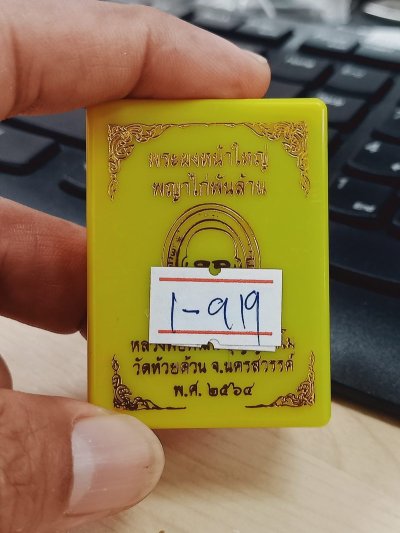 พระผงหน้าใหญ่
พญาไก่พันล้าน
1-919
วัดห้วยด้วน จ.นครสวรรค์
พ.ศ. ๒๕๖๔